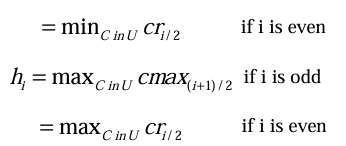 = min_{C in U} cr_{i/2} if i is even
h_i = max_{C in U} cmax_{(i+1)/2} if i is odd
= max_{C in U} cr_{i/2} if i is even